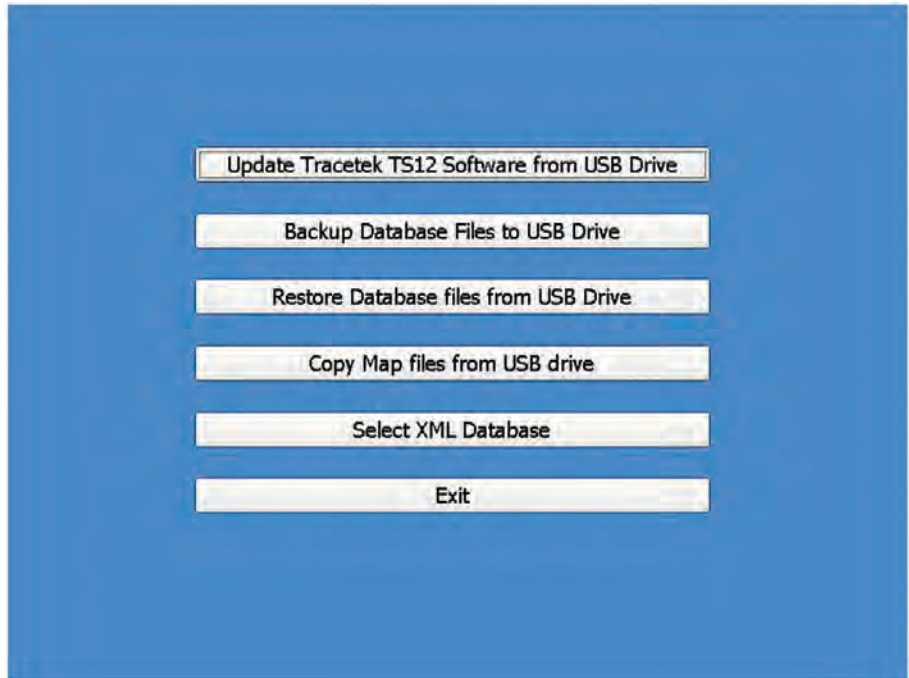 Update Tracetek TS12 Software from USB Drive
Backup Database Files to USB Drive
Restore Database files from USB Drive
Copy Map files from USB drive
Select XML Database
Exit